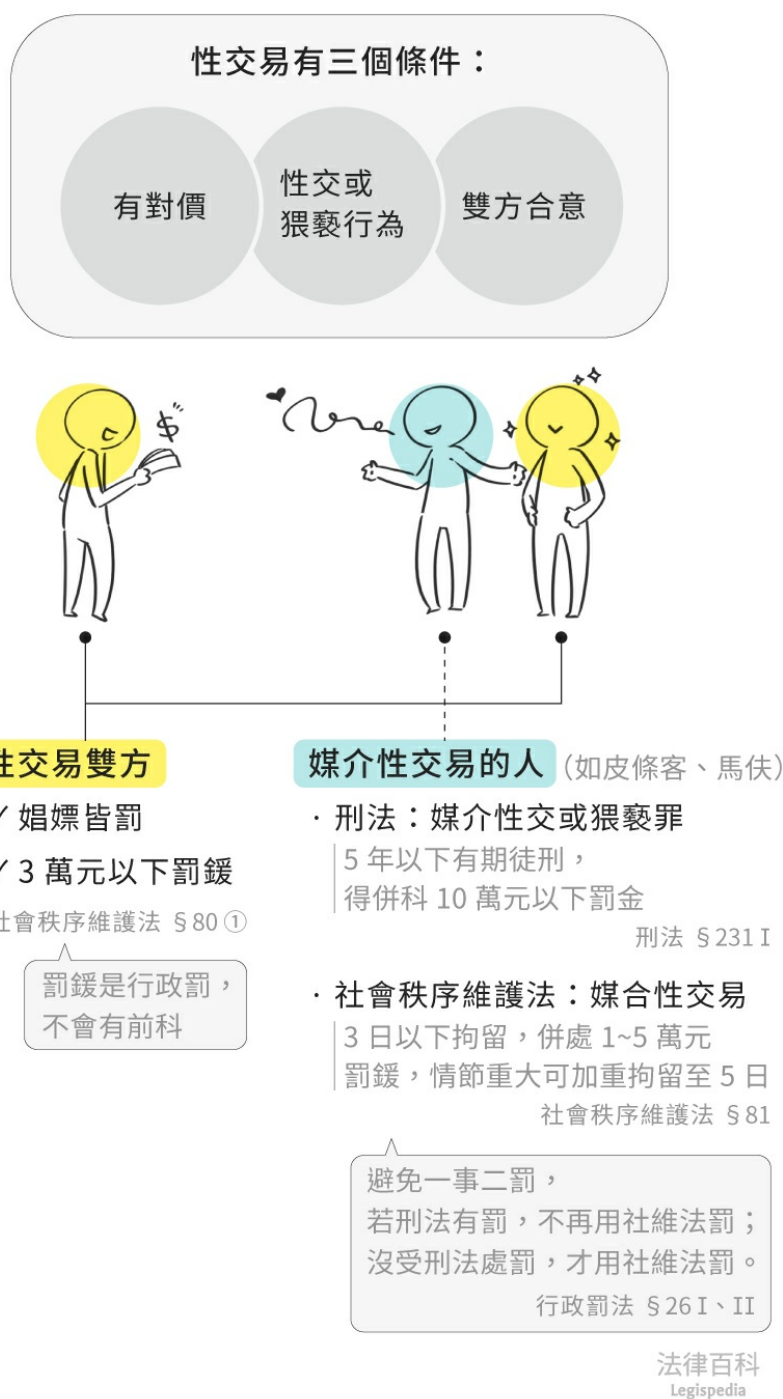 性交易有三個條件：
有對價
性交或
猥褻行為
雙方合意
$
性交易雙方
娼嫖皆罰
3 萬元以下罰鍰
社會秩序維護法 §80 ①
罰鍰是行政罰，
不會有前科
媒介性交易的人（如皮條客、馬伕）
· 刑法：媒介性交或猥褻罪
5 年以下有期徒刑，
得併科 10 萬元以下罰金
刑法 §231 I
· 社會秩序維護法：媒合性交易
3 日以下拘留，併處 1~5 萬元
罰鍰，情節重大可加重拘留至 5 日
社會秩序維護法 §81
避免一事二罰，
若刑法有罰，不再用社維法罰；
沒受刑法處罰，才用社維法罰。
行政罰法 §26 I、II
法律百科
Legispedia